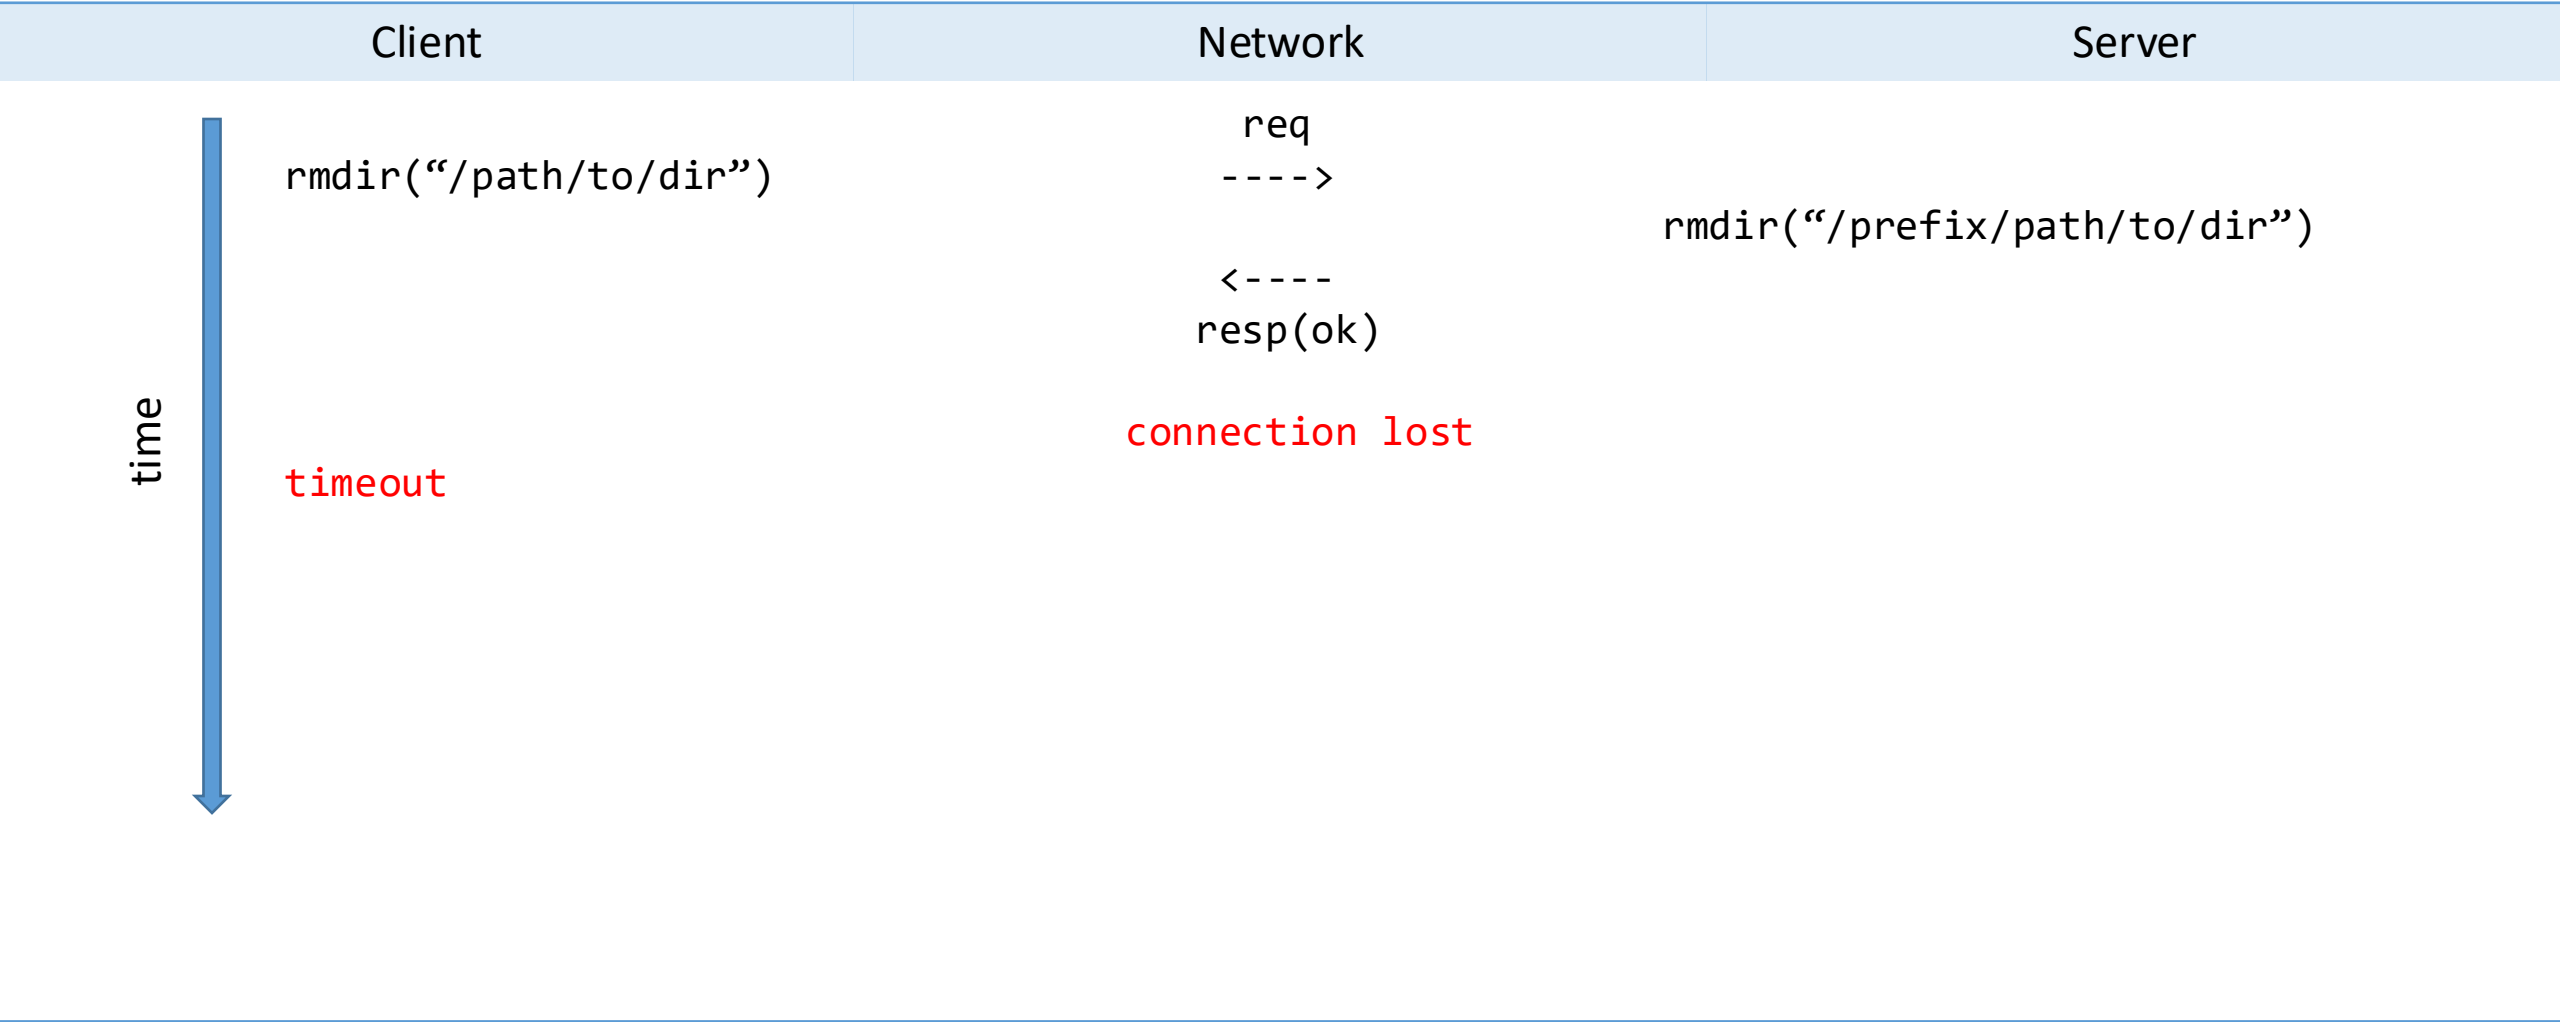 Client Network Server
req
rmdir(“/path/to/dir”) ---->
rmdir(“/prefix/path/to/dir”)
<----
resp(ok)
time
connection lost
timeout